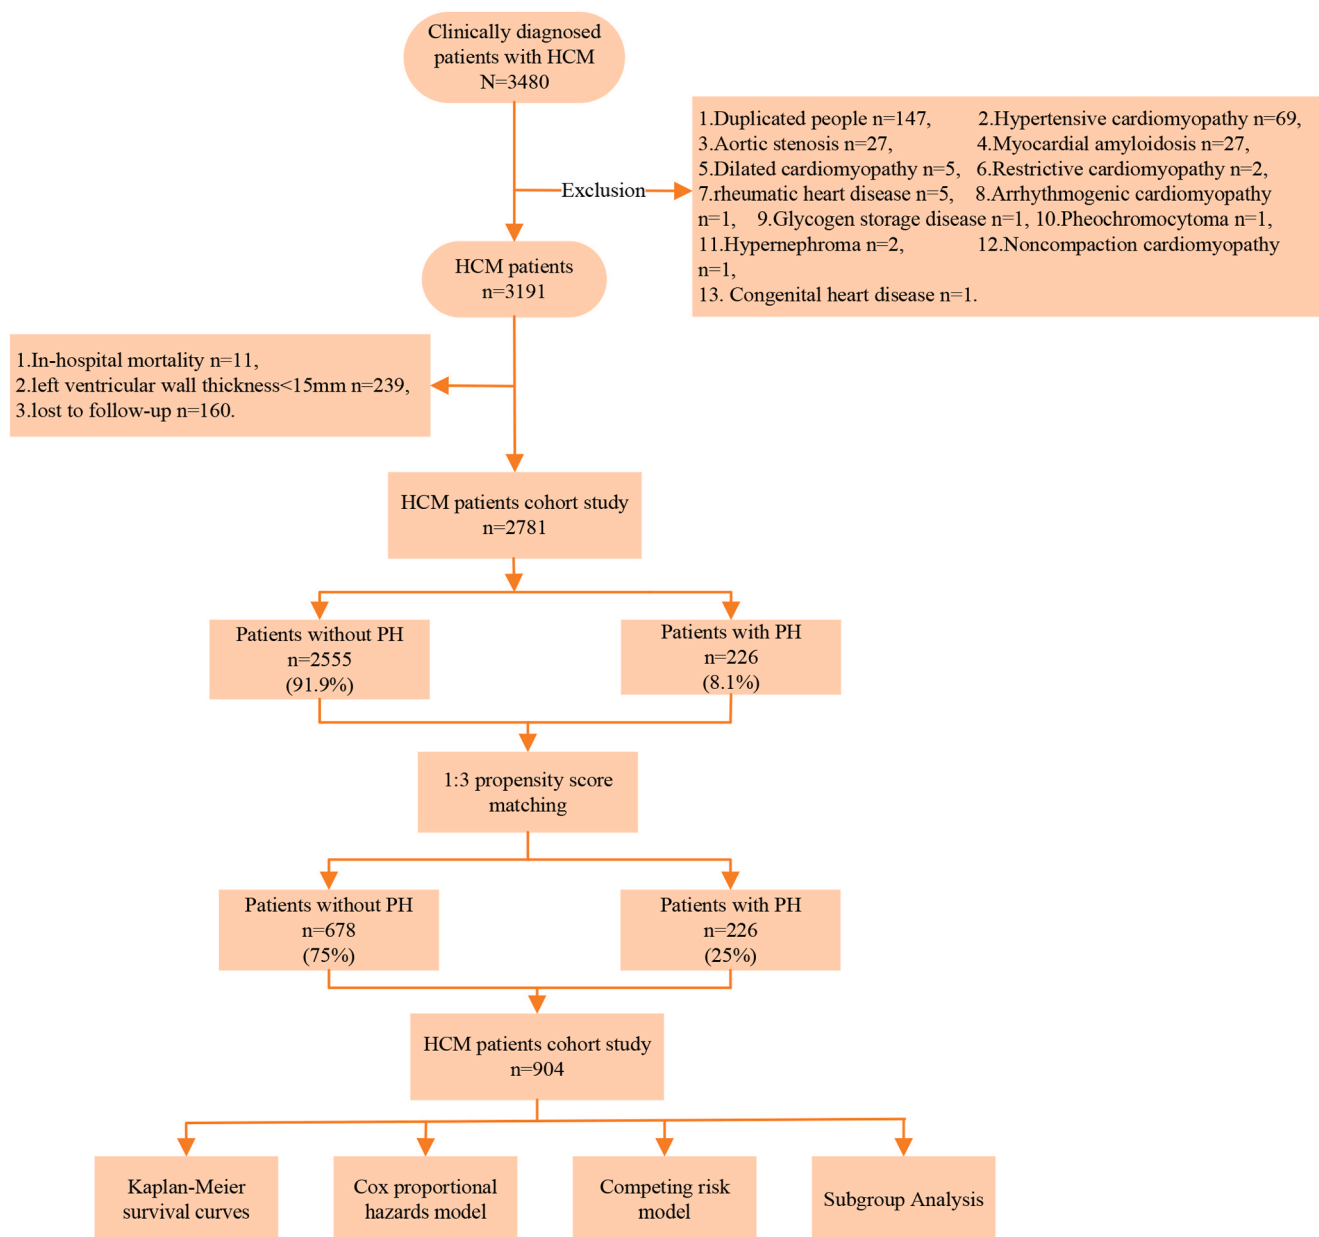 Clinically diagnosed
patients with HCM
N=3480
Exclusion
1.Duplicated people n=147, 2.Hypertensive cardiomyopathy n=69,
3.Aortic stenosis n=27, 4.Myocardial amyloidosis n=27,
5.Dilated cardiomyopathy n=5, 6.Restrictive cardiomyopathy n=2,
7.rheumatic heart disease n=5, 8.Arrhythmogenic cardiomyopathy
n=1, 9.Glycogen storage disease n=1, 10.Pheochromocytoma n=1,
11.Hypernephroma n=2, 12.Noncompaction cardiomyopathy
n=1,
13. Congenital heart disease n=1.
HCM patients
n=3191
1.In-hospital mortality n=11,
2.left ventricular wall thickness<15mm n=239,
3.lost to follow-up n=160.
HCM patients cohort study
n=2781
Patients without PH
n=2555
(91.9%)
Patients with PH
n=226
(8.1%)
1:3 propensity score
matching
Patients without PH
n=678
(75%)
Patients with PH
n=226
(25%)
HCM patients cohort study
n=904
Kaplan-Meier
survival curves
Cox proportional
hazards model
Competing risk
model
Subgroup Analysis